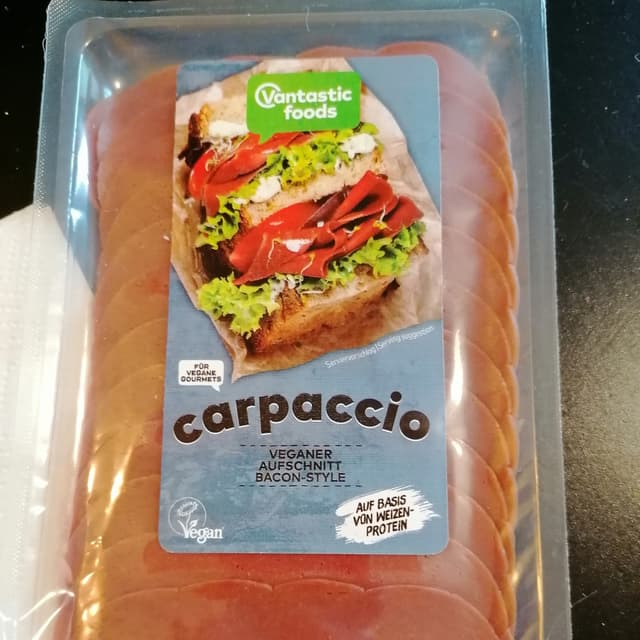 Vantastic
foods
Serviervorschlag | Serving suggestion
FÜR
VEGANE
GOURMETS
carpaccio
VEGANER
AUFSCHNITT
BACON-STYLE
Vegan
AUF BASIS
VON WEIZEN-
PROTEIN